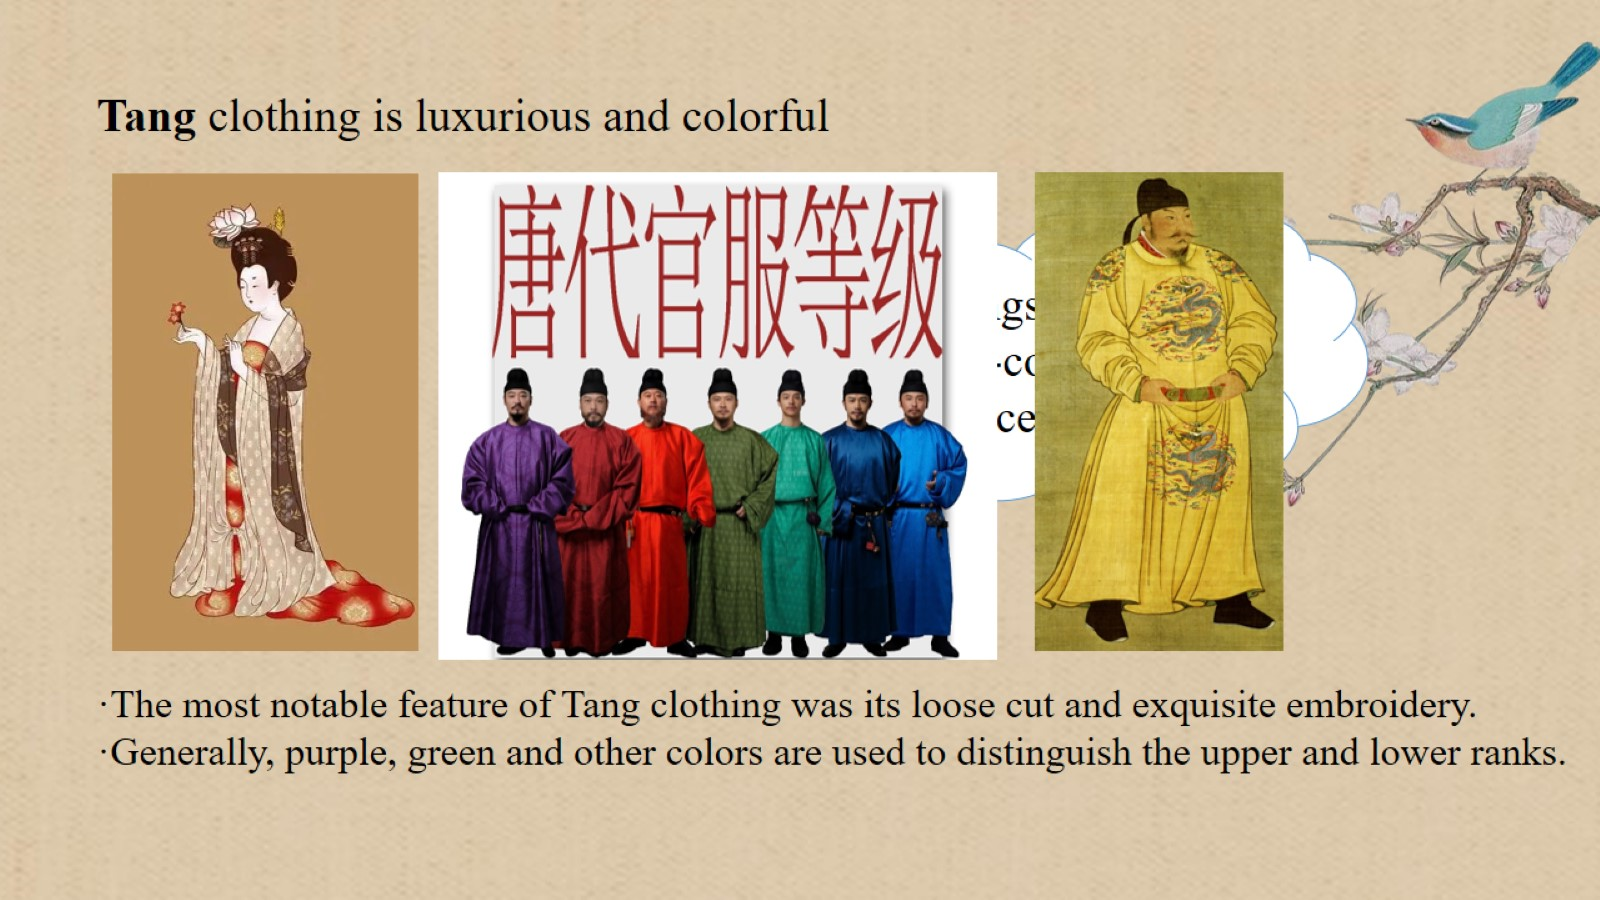 Tang clothing is luxurious and colorful
唐代官服等级
·The most notable feature of Tang clothing was its loose cut and exquisite embroidery.
·Generally, purple, green and other colors are used to distinguish the upper and lower ranks.